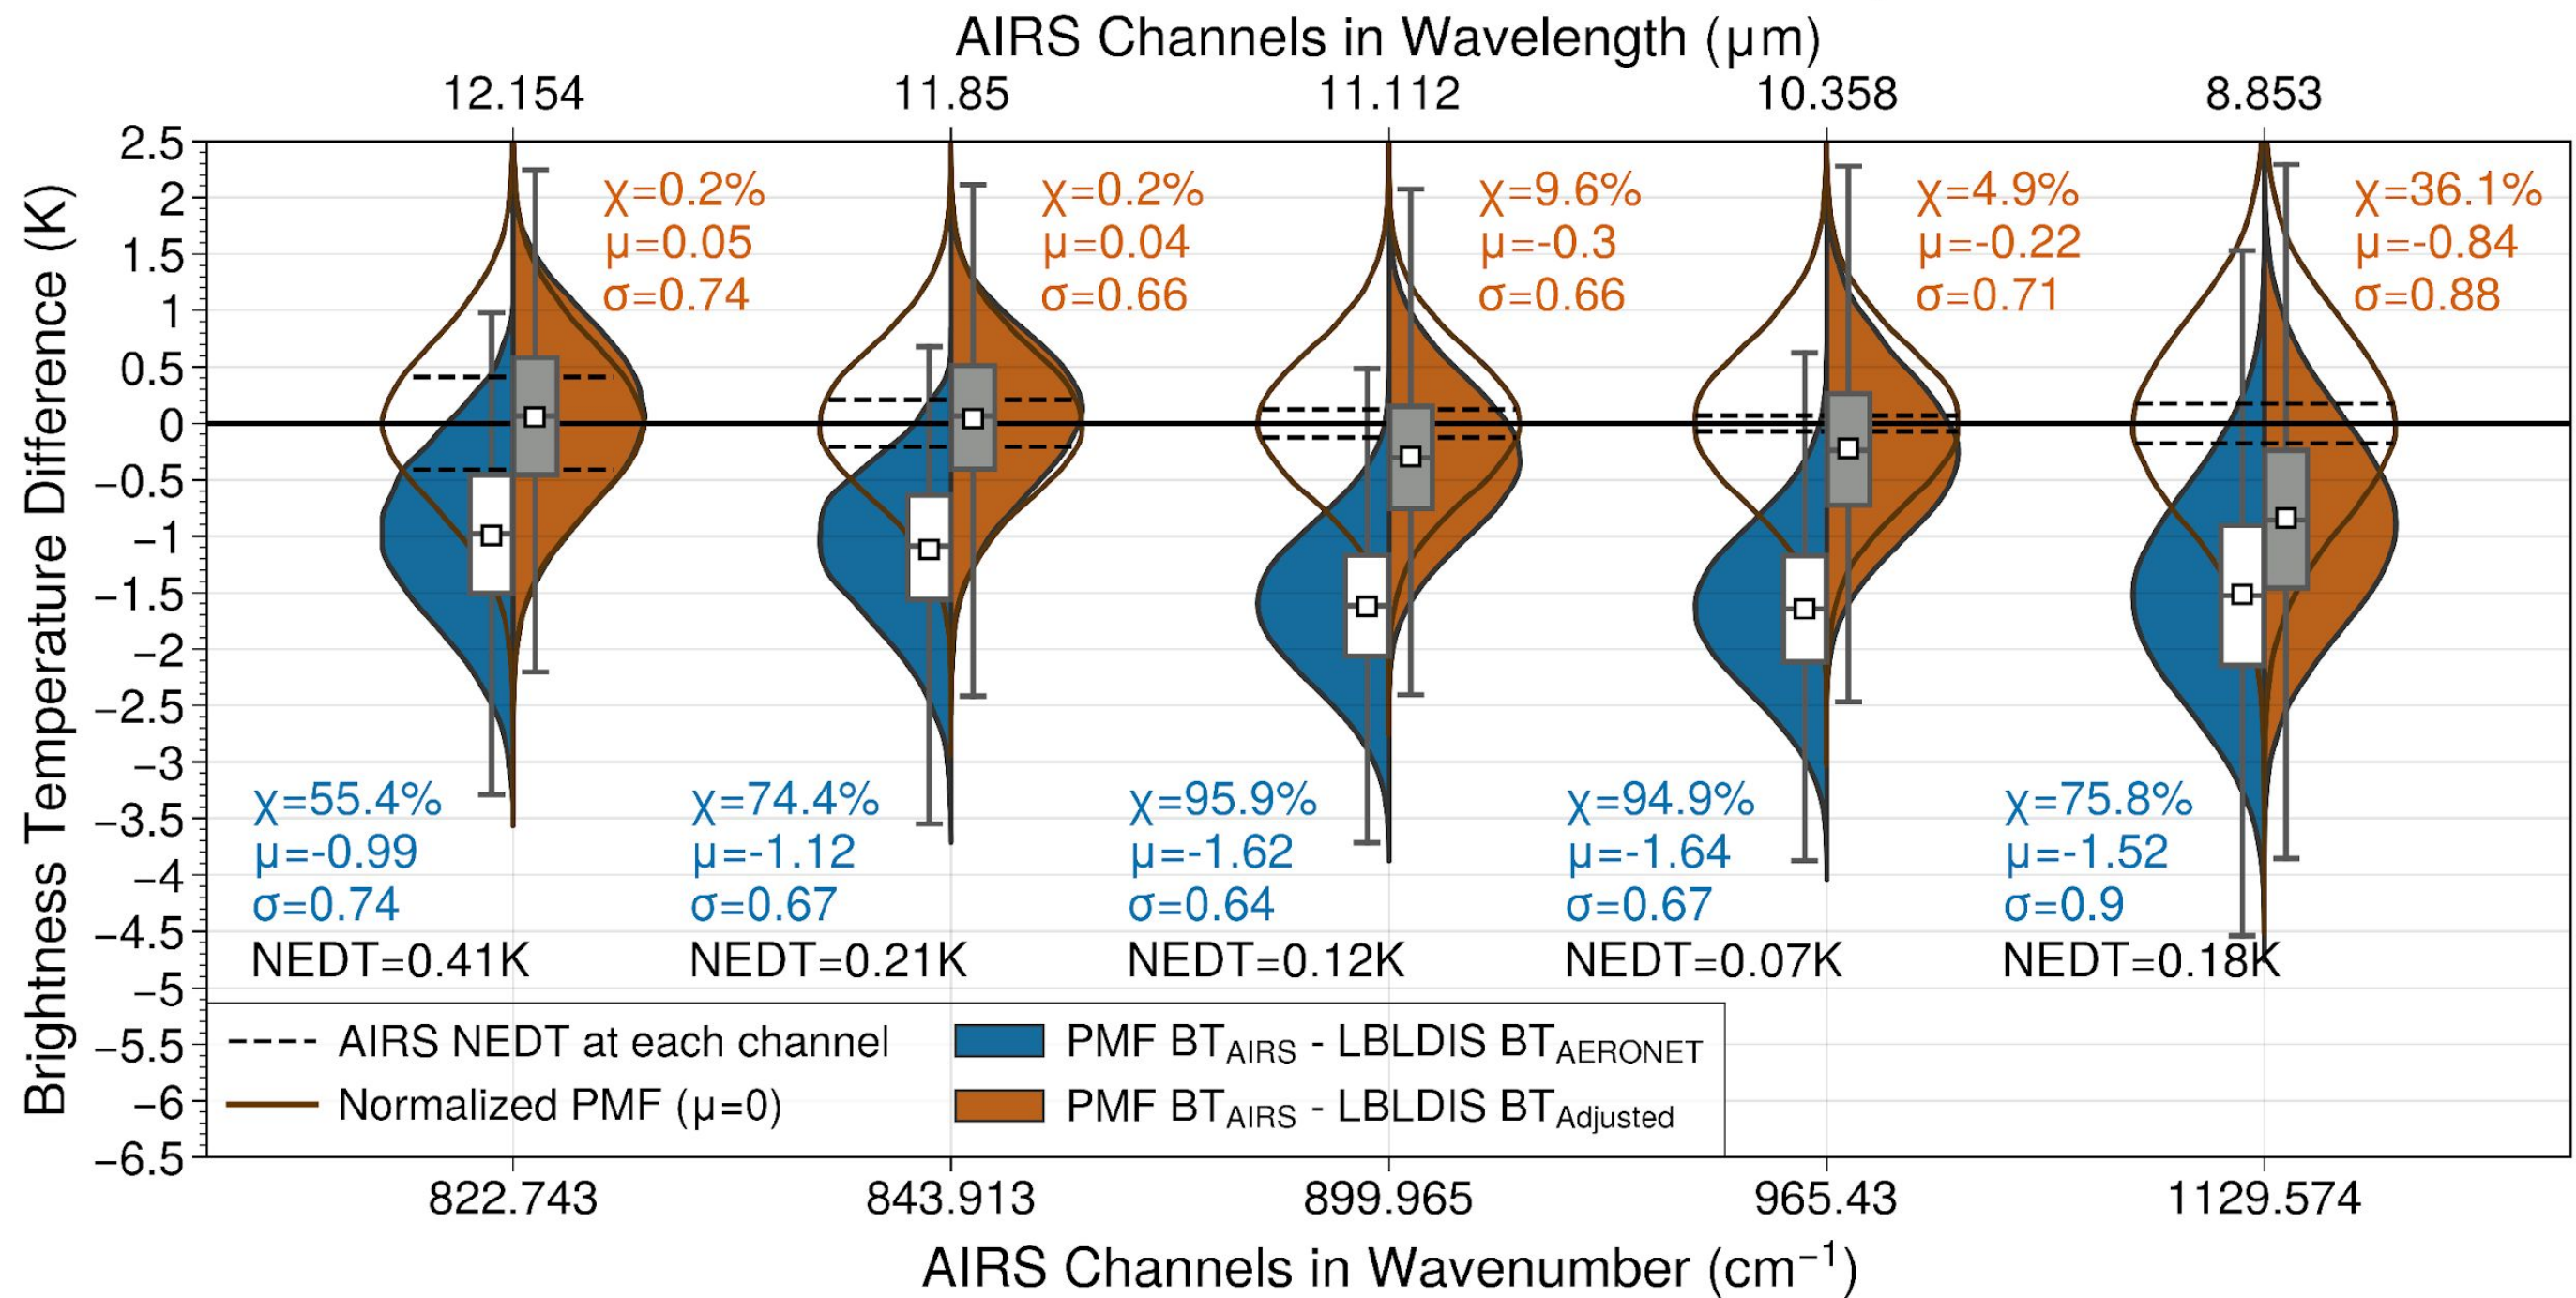 AIRS Channels in Wavelength (μm)
12.154 11.85 11.112 10.358 8.853
Brightness Temperature Difference (K)
2.5
2
1.5
1
0.5
0
−0.5
−1
−1.5
−2
−2.5
−3
−3.5
−4
−4.5
−5
−5.5
−6
−6.5
χ=0.2%
μ=0.05
σ=0.74
χ=0.2%
μ=0.04
σ=0.66
χ=9.6%
μ=-0.3
σ=0.66
χ=4.9%
μ=-0.22
σ=0.71
χ=36.1%
μ=-0.84
σ=0.88
χ=55.4%
μ=-0.99
σ=0.74
NEDT=0.41K
χ=74.4%
μ=-1.12
σ=0.67
NEDT=0.21K
χ=95.9%
μ=-1.62
σ=0.64
NEDT=0.12K
χ=94.9%
μ=-1.64
σ=0.67
NEDT=0.07K
χ=75.8%
μ=-1.52
σ=0.9
NEDT=0.18K
AIRS NEDT at each channel
Normalized PMF (μ=0)
PMF BT_AIRS - LBLDIS BT_AERONET
PMF BT_AIRS - LBLDIS BT_Adjusted
822.743 843.913 899.965 965.43 1129.574
AIRS Channels in Wavenumber (cm⁻¹)